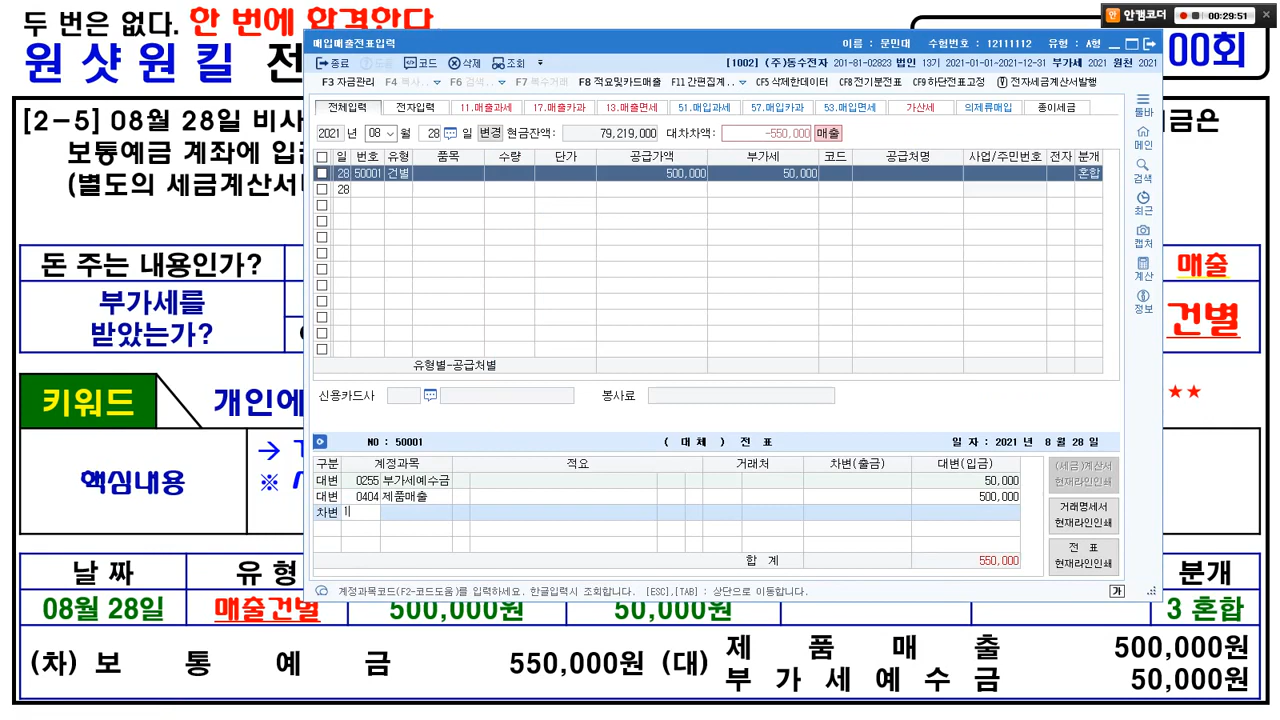 두 번은 없다. 한 번에 합격한다
원 샷 원 킬 전
00회
안캠코더 00:29:51
[2-5] 08월 28일 비사
금은
보통예금 계좌에 입금
(별도의 세금계산서
돈 주는 내용인가?
매출
부가세를
받았는가?
건별
키워드
개인에
★★
핵심내용
→
※
날 짜
유 형
분개
08월 28일
매출건별
500,000원
50,000원
3 혼합
(차) 보 통 예 금
550,000원 (대)
제 품 매 출
500,000원
부 가 세 예 수 금
50,000원
매입매출전표입력
이름 : 문민대 수험번호 : 12111112 유형 : A형
종료 도움 코드 삭제 조회
[1002] (주)동수전자 201-81-02823 법인 13기 2021-01-01~2021-12-31 부가세 2021 원천 2021
F3 자금관리 F4 복사.. F6 검색.. F7 복수거래 F8 적요및카드매출 F11 간편집계.. CF5 삭제한데이터 CF8 전기분전표 CF9 하단전표고정 전자세금계산서발행
전체입력 전자입력 11.매출과세 17.매출카과 13.매출면세 51.매입과세 57.매입카과 53.매입면세 가산세 의제류매입 종이세금
2021 년 08 월 28 일 변경 현금잔액: 79,219,000 대차차액: -550,000 매출
일 번호 유형 품목 수량 단가 공급가액 부가세 코드 공급처명 사업/주민번호 전자 분개
28 50001 건별 500,000 50,000 혼합
28
유형별-공급처별
신용카드사 봉사료
NO : 50001 ( 대 체 ) 전 표 일 자 : 2021 년 8 월 28 일
구분 계정과목 적요 거래처 차변(출금) 대변(입금)
대변 0255 부가세예수금 50,000
대변 0404 제품매출 500,000
차변 1
합 계 550,000
(세금)계산서
현재라인인쇄
거래명세서
현재라인인쇄
전 표
현재라인인쇄
계정과목코드(F2-코드도움)를 입력하세요. 한글입력시 조회합니다. [ESC],[TAB] : 상단으로 이동합니다.
가
툴바
메인
검색
최근
캡처
계산
정보